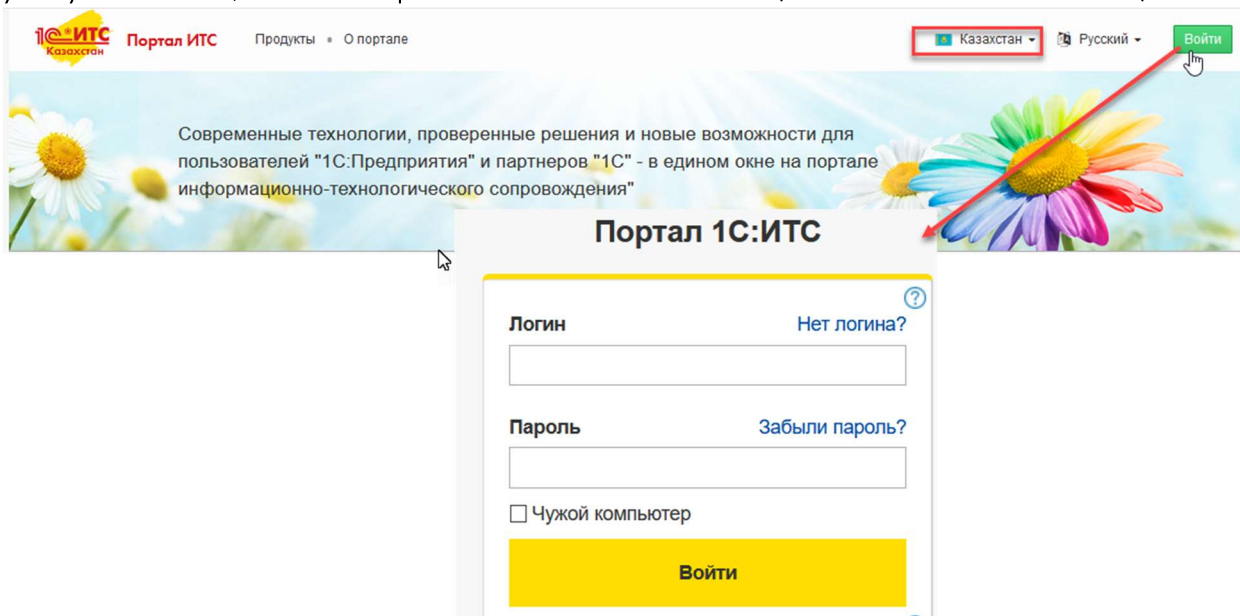 1С ИТС
Казахстан
Портал ИТС
Продукты
О портале
Казахстан
Русский
Войти
Современные технологии, проверенные решения и новые возможности для
пользователей "1С:Предприятия" и партнеров "1С" - в едином окне на портале
информационно-технологического сопровождения"
Портал 1С:ИТС
?
Логин Нет логина?
Пароль Забыли пароль?
Чужой компьютер
Войти